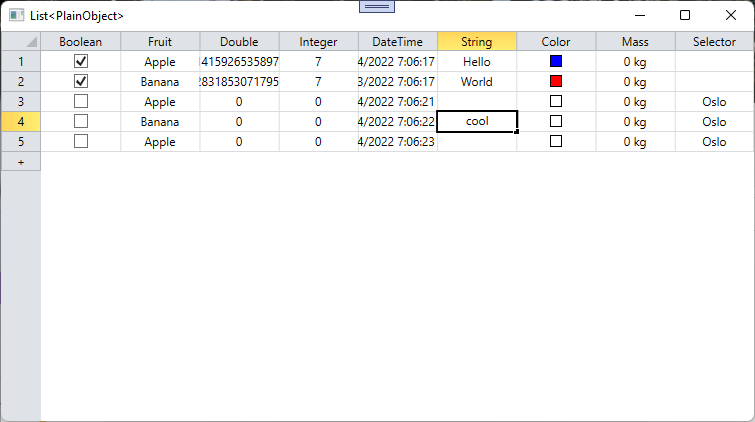 List<PlainObject>
Boolean Fruit Double Integer DateTime String Color Mass Selector
1 Apple 415926535897 7 4/2022 7:06:17 Hello 0 kg
2 Banana 2831853071795 7 3/2022 7:06:17 World 0 kg
3 Apple 0 0 4/2022 7:06:21 0 kg Oslo
4 Banana 0 0 4/2022 7:06:22 cool 0 kg Oslo
5 Apple 0 0 4/2022 7:06:23 0 kg Oslo
+